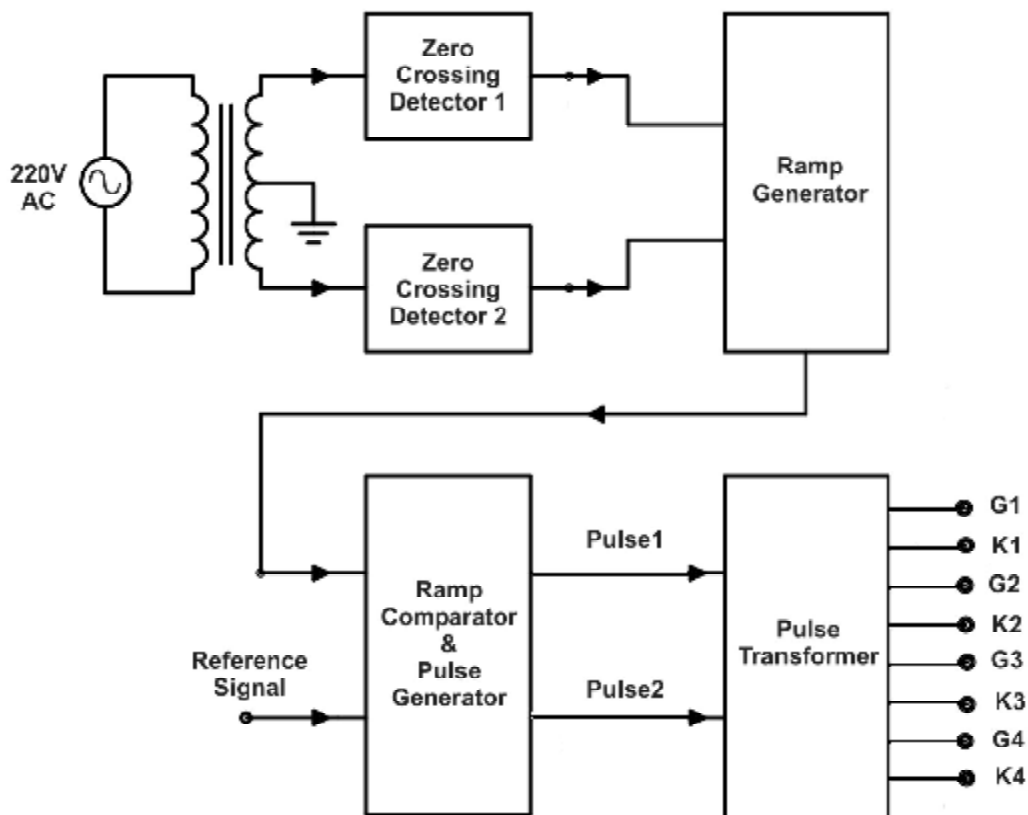 220V
AC
Zero
Crossing
Detector 1
Zero
Crossing
Detector 2
Ramp
Generator
Reference
Signal
Ramp
Comparator
&
Pulse
Generator
Pulse1
Pulse2
Pulse
Transformer
G1
K1
G2
K2
G3
K3
G4
K4